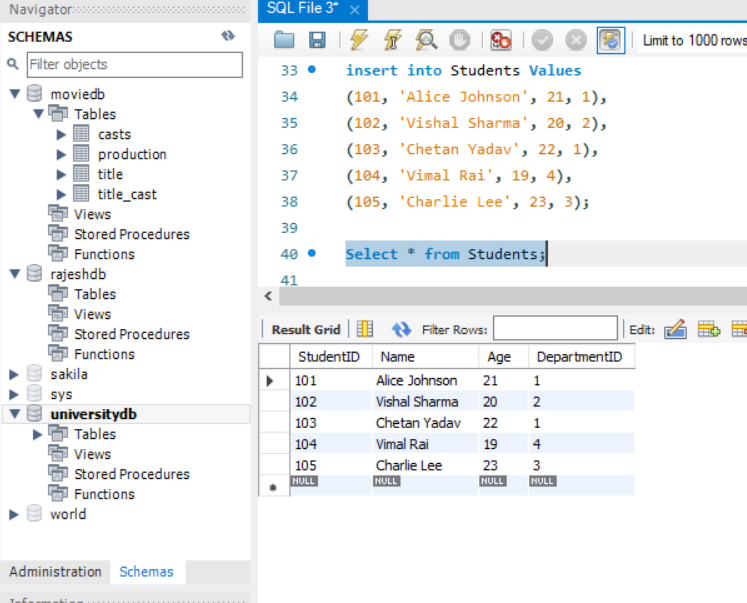 Navigator
SCHEMAS
Filter objects
moviedb
Tables
casts
production
title
title_cast
Views
Stored Procedures
Functions
rajeshdb
Tables
Views
Stored Procedures
Functions
sakila
sys
universitydb
Tables
Views
Stored Procedures
Functions
world
Administration Schemas
Information
SQL File 3*
Limit to 1000 rows
33 insert into Students Values
34 (101, 'Alice Johnson', 21, 1),
35 (102, 'Vishal Sharma', 20, 2),
36 (103, 'Chetan Yadav', 22, 1),
37 (104, 'Vimal Rai', 19, 4),
38 (105, 'Charlie Lee', 23, 3);
39
40 Select * from Students;
41
Result Grid Filter Rows: Edit:
StudentID Name Age DepartmentID
101 Alice Johnson 21 1
102 Vishal Sharma 20 2
103 Chetan Yadav 22 1
104 Vimal Rai 19 4
105 Charlie Lee 23 3
NULL NULL NULL NULL